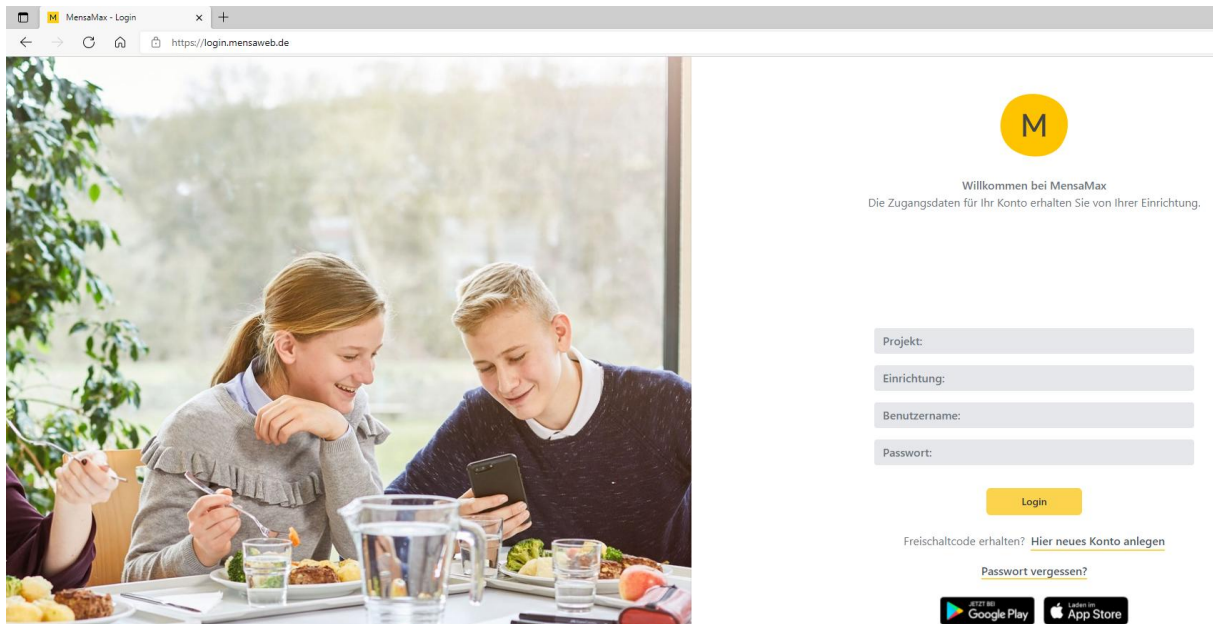 M MensaMax - Login
https://login.mensaweb.de
M
Willkommen bei MensaMax
Die Zugangsdaten für Ihr Konto erhalten Sie von Ihrer Einrichtung.
Projekt:
Einrichtung:
Benutzername:
Passwort:
Login
Freischaltcode erhalten? Hier neues Konto anlegen
Passwort vergessen?
JETZT BEI
Google Play
Laden im
App Store